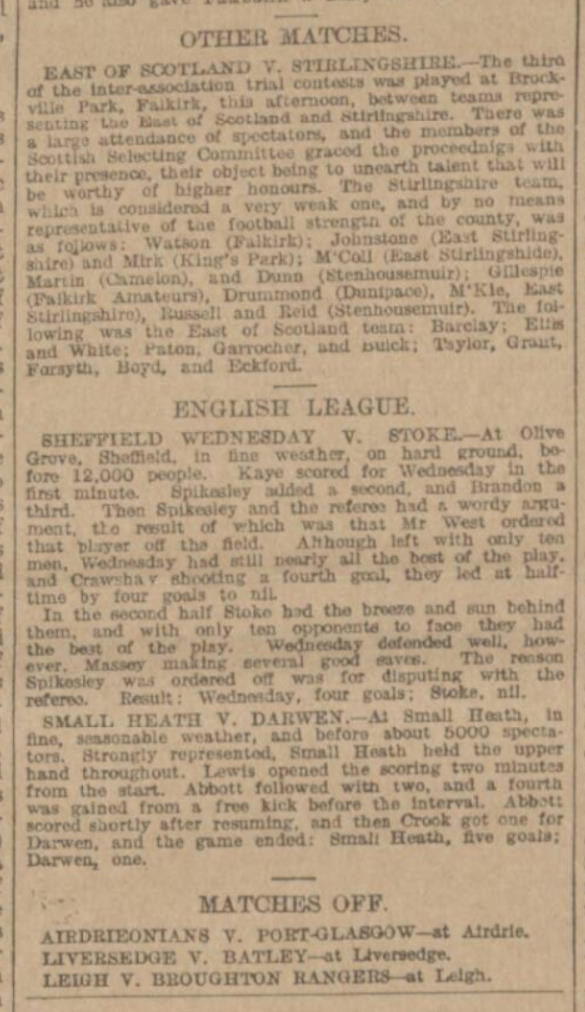 OTHER MATCHES.
EAST OF SCOTLAND V. STIRLINGSHIRE.—The third
of the inter-association trial contests was played at Brock-
ville Park, Falkirk, this afternoon, between teams repre-
senting the East of Scotland and Stirlingshire. There was
a large attendance of spectators, and the members of the
Scottish Selecting Committee graced the proceednigs with
their presence, their object being to unearth talent that will
be worthy of higher honours. The Stirlingshire team,
which is considered a very weak one, and by no means
representative of the football strength of the county, was
as follows: Watson (Falkirk); Johnstone (East Stirling-
shire) and Mirk (King's Park); M'Coll (East Stirlingshide),
Martin (Camelon), and Dunn (Stenhousemuir); Gillespie
(Falkirk Amateurs), Drummond (Dunipace), M'Kie, East
Stirlingshire), Russell and Reid (Stenhousemuir). The fol-
lowing was the East of Scotland team: Barclay; Ellis
and White; Paton, Garrocher, and Buick; Taylor, Grant,
Forsyth, Boyd, and Eckford.
ENGLISH LEAGUE.
SHEFFIELD WEDNESDAY V. STOKE.—At Olive
Grove, Sheffield, in fine weather, on hard ground, be-
fore 12,000 people. Kaye scored for Wednesday in the
first minute. Spikesley added a second, and Brandon a
third. Then Spikesley and the referee had a wordy argu-
ment, the result of which was that Mr West ordered
that player off the field. Although left with only ten
men, Wednesday had still nearly all the best of the play,
and Crawshay shooting a fourth goal, they led at half-
time by four goals to nil.
In the second half Stoke had the breeze and sun behind
them, and with only ten opponents to face they had
the best of the play. Wednesday defended well, how-
ever, Massey making several good saves. The reason
Spikesley was ordered off was for disputing with the
referee. Result: Wednesday, four goals; Stoke, nil.
SMALL HEATH V. DARWEN.—At Small Heath, in
fine, seasonable weather, and before about 5000 specta-
tors. Strongly represented, Small Heath held the upper
hand throughout. Lewis opened the scoring two minutes
from the start. Abbott followed with two, and a fourth
was gained from a free kick before the interval. Abbott
scored shortly after resuming, and then Crook got one for
Darwen, and the game ended: Small Heath, five goals;
Darwen, one.
MATCHES OFF.
AIRDRIEONIANS V. PORT-GLASGOW—at Airdrie.
LIVERSEDGE V. BATLEY—at Liversedge.
LEIGH V. BROUGHTON RANGERS—at Leigh.